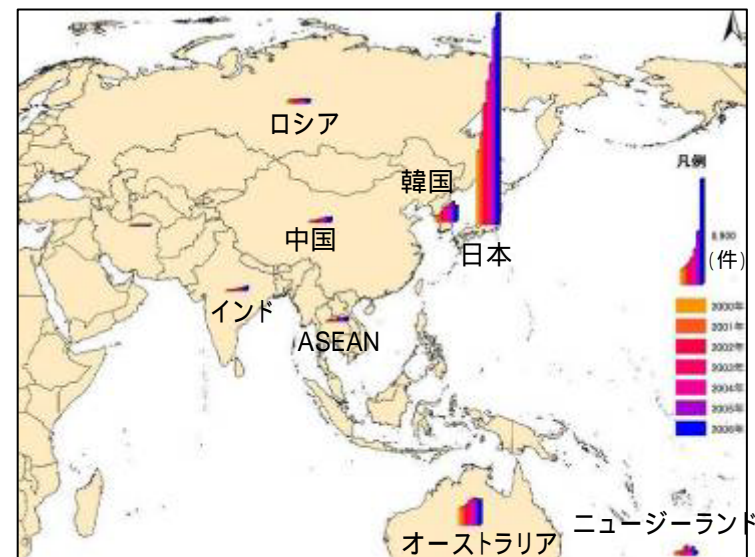 ロシア
韓国
中国
日本
インド
ASEAN
オーストラリア
ニュージーランド
凡例
(件)
2000年
2001年
2002年
2003年
2004年
2005年
2006年